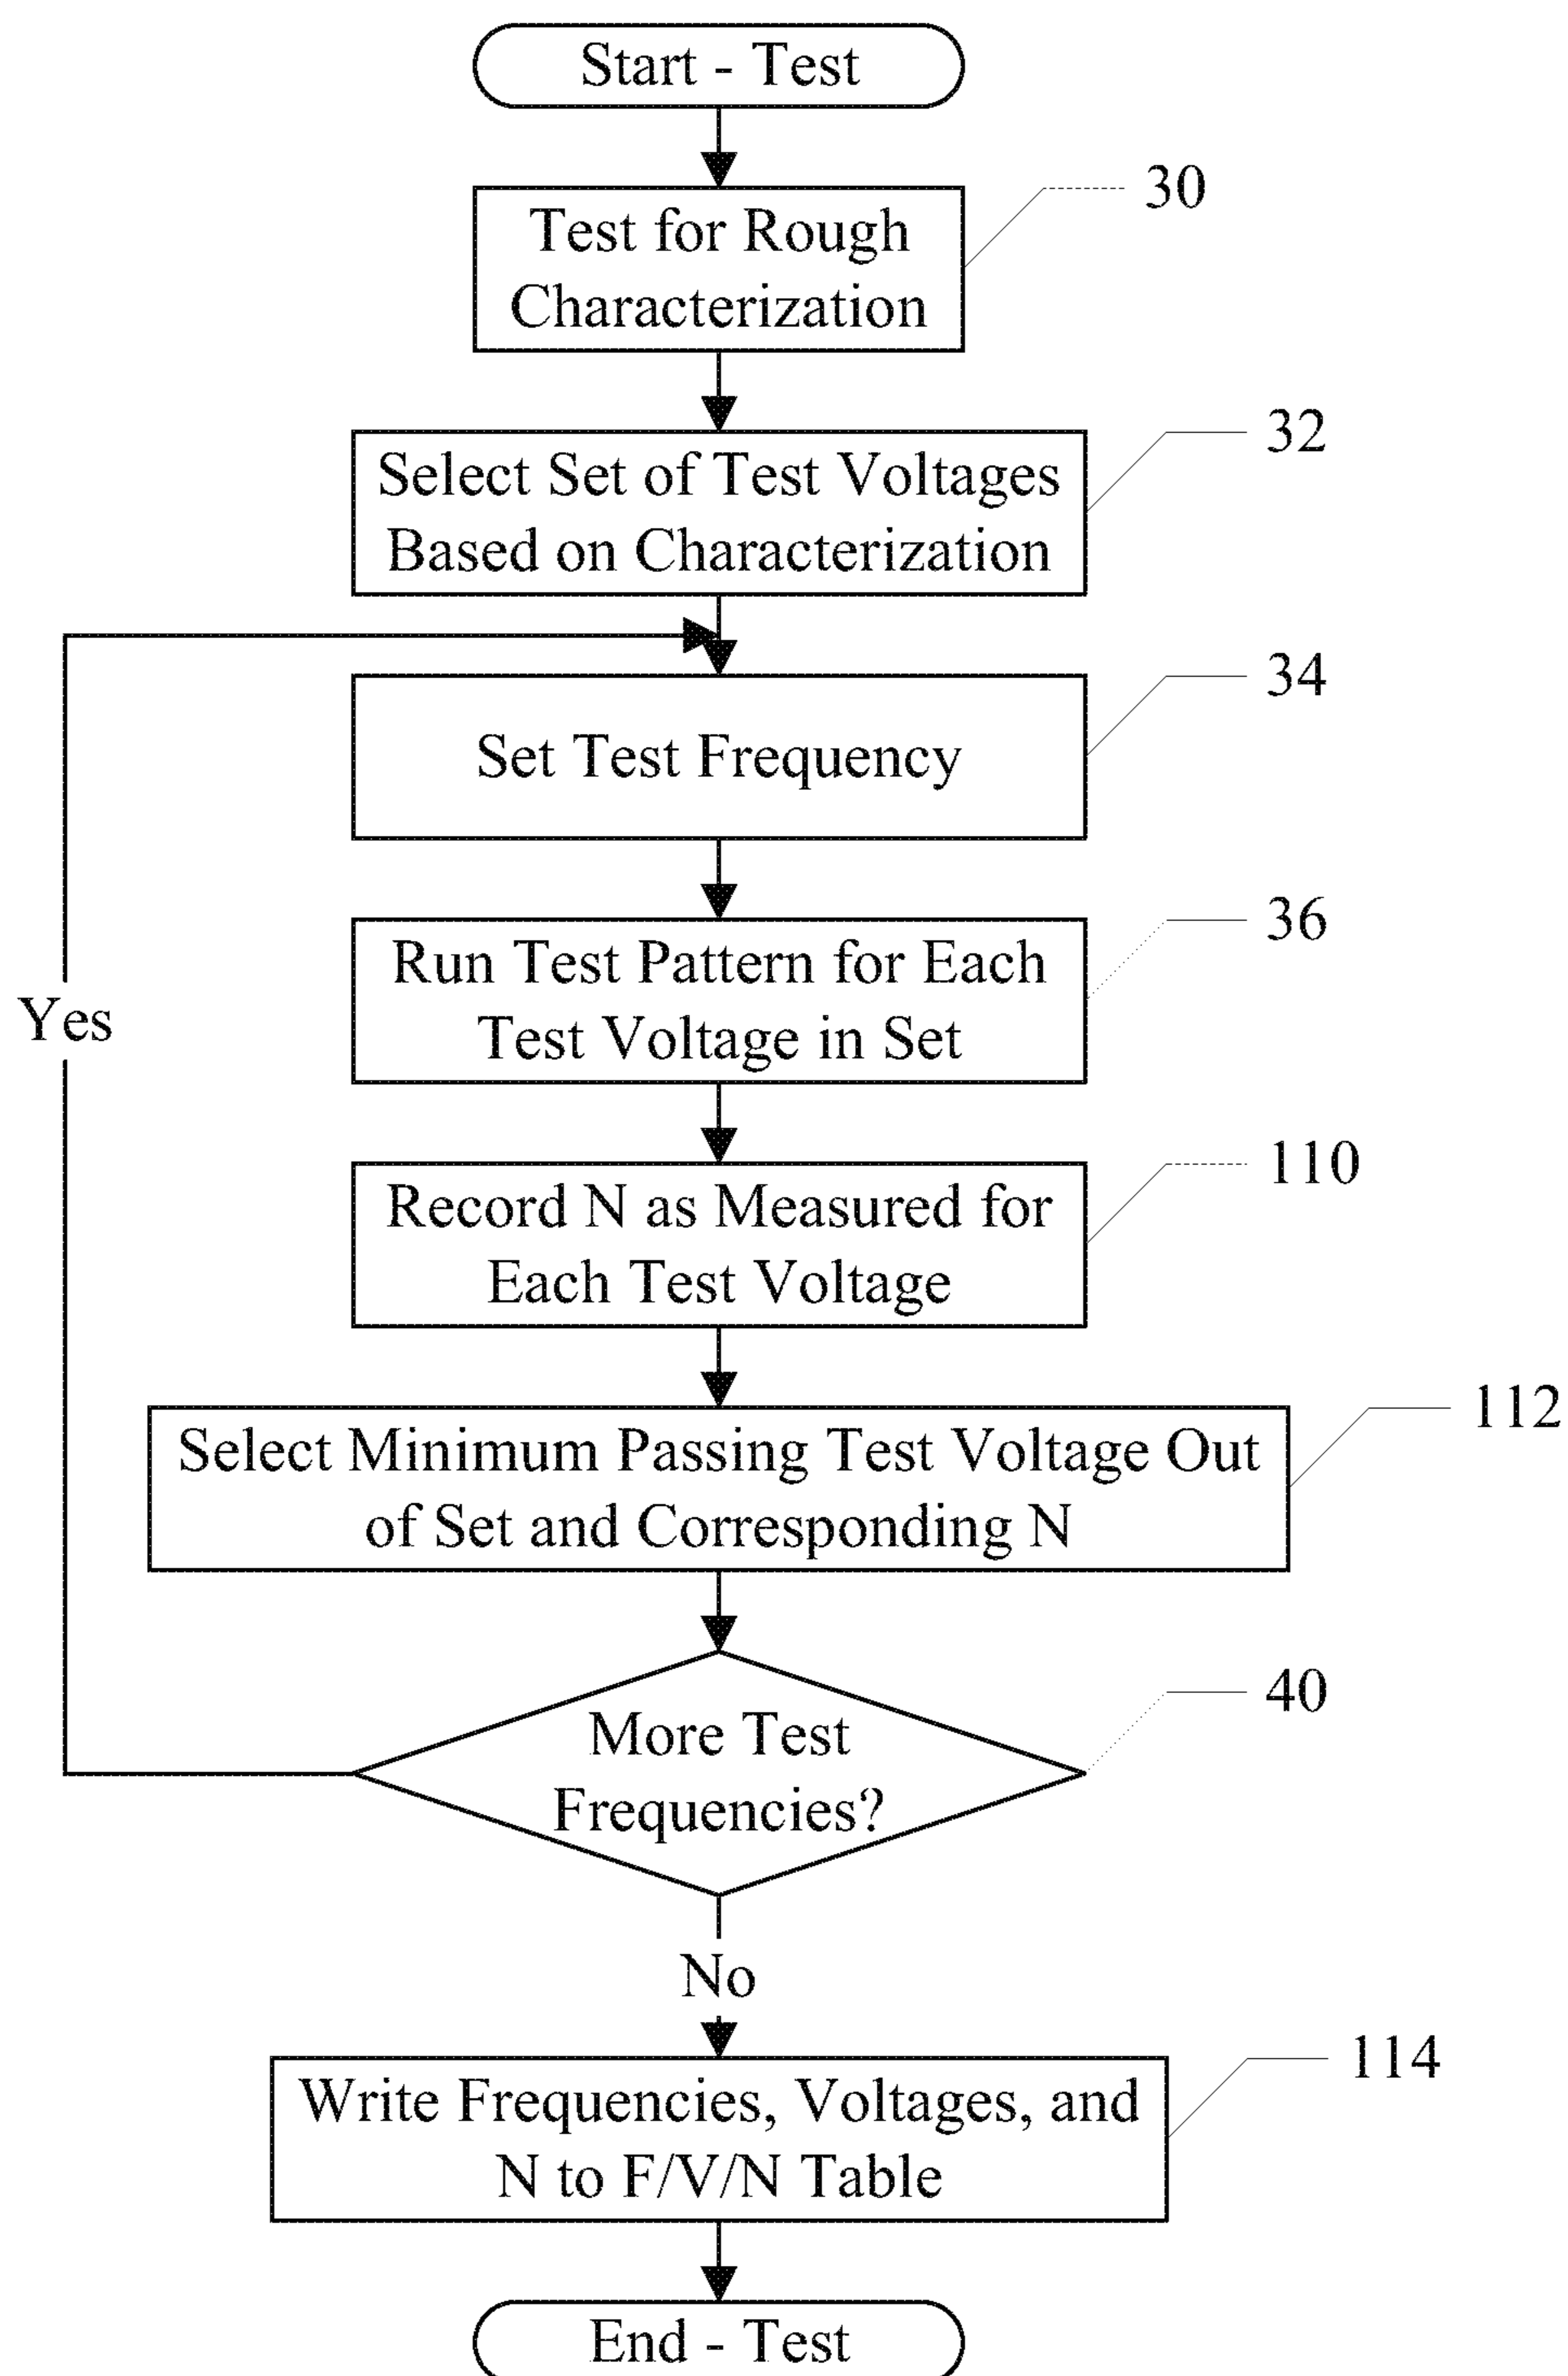 Start - Test
30
Test for Rough
Characterization
32
Select Set of Test Voltages
Based on Characterization
34
Set Test Frequency
36
Run Test Pattern for Each
Test Voltage in Set
Yes
110
Record N as Measured for
Each Test Voltage
112
Select Minimum Passing Test Voltage Out
of Set and Corresponding N
40
More Test
Frequencies?
No
114
Write Frequencies, Voltages, and
N to F/V/N Table
End - Test